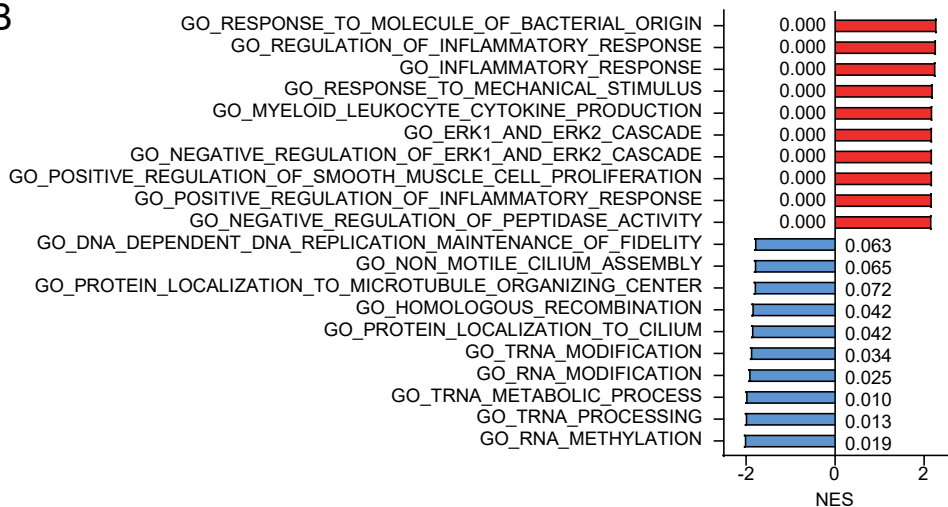 B
GO_RESPONSE_TO_MOLECULE_OF_BACTERIAL_ORIGIN 0.000
GO_REGULATION_OF_INFLAMMATORY_RESPONSE 0.000
GO_INFLAMMATORY_RESPONSE 0.000
GO_RESPONSE_TO_MECHANICAL_STIMULUS 0.000
GO_MYELOID_LEUKOCYTE_CYTOKINE_PRODUCTION 0.000
GO_ERK1_AND_ERK2_CASCADE 0.000
GO_NEGATIVE_REGULATION_OF_ERK1_AND_ERK2_CASCADE 0.000
GO_POSITIVE_REGULATION_OF_SMOOTH_MUSCLE_CELL_PROLIFERATION 0.000
GO_POSITIVE_REGULATION_OF_INFLAMMATORY_RESPONSE 0.000
GO_NEGATIVE_REGULATION_OF_PEPTIDASE_ACTIVITY 0.000
GO_DNA_DEPENDENT_DNA_REPLICATION_MAINTENANCE_OF_FIDELITY 0.063
GO_NON_MOTILE_CILIUM_ASSEMBLY 0.065
GO_PROTEIN_LOCALIZATION_TO_MICROTUBULE_ORGANIZING_CENTER 0.072
GO_HOMOLOGOUS_RECOMBINATION 0.042
GO_PROTEIN_LOCALIZATION_TO_CILIUM 0.042
GO_TRNA_MODIFICATION 0.034
GO_RNA_MODIFICATION 0.025
GO_TRNA_METABOLIC_PROCESS 0.010
GO_TRNA_PROCESSING 0.013
GO_RNA_METHYLATION 0.019
-2 0 2
NES